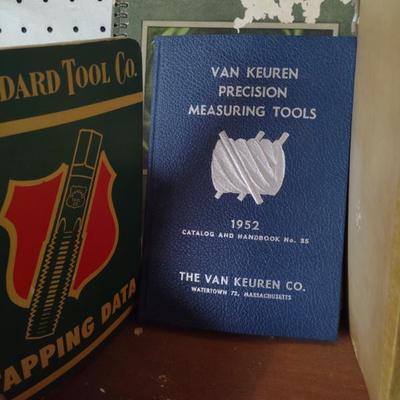 DARD TOOL CO.
TAPPING DATA
VAN KEUREN
PRECISION
MEASURING TOOLS
1952
CATALOG AND HANDBOOK No. 35
THE VAN KEUREN CO.
WATERTOWN 72, MASSACHUSETTS